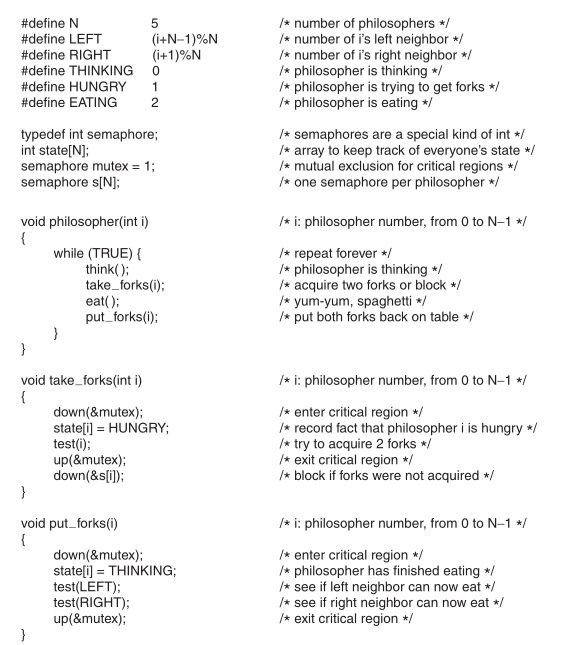 #define N 5 /* number of philosophers */
#define LEFT (i+N−1)%N /* number of i's left neighbor */
#define RIGHT (i+1)%N /* number of i's right neighbor */
#define THINKING 0 /* philosopher is thinking */
#define HUNGRY 1 /* philosopher is trying to get forks */
#define EATING 2 /* philosopher is eating */
typedef int semaphore; /* semaphores are a special kind of int */
int state[N]; /* array to keep track of everyone's state */
semaphore mutex = 1; /* mutual exclusion for critical regions */
semaphore s[N]; /* one semaphore per philosopher */
void philosopher(int i) /* i: philosopher number, from 0 to N−1 */
{
while (TRUE) { /* repeat forever */
think( ); /* philosopher is thinking */
take_forks(i); /* acquire two forks or block */
eat( ); /* yum-yum, spaghetti */
put_forks(i); /* put both forks back on table */
}
}
void take_forks(int i) /* i: philosopher number, from 0 to N−1 */
{
down(&mutex); /* enter critical region */
state[i] = HUNGRY; /* record fact that philosopher i is hungry */
test(i); /* try to acquire 2 forks */
up(&mutex); /* exit critical region */
down(&s[i]); /* block if forks were not acquired */
}
void put_forks(i) /* i: philosopher number, from 0 to N−1 */
{
down(&mutex); /* enter critical region */
state[i] = THINKING; /* philosopher has finished eating */
test(LEFT); /* see if left neighbor can now eat */
test(RIGHT); /* see if right neighbor can now eat */
up(&mutex); /* exit critical region */
}